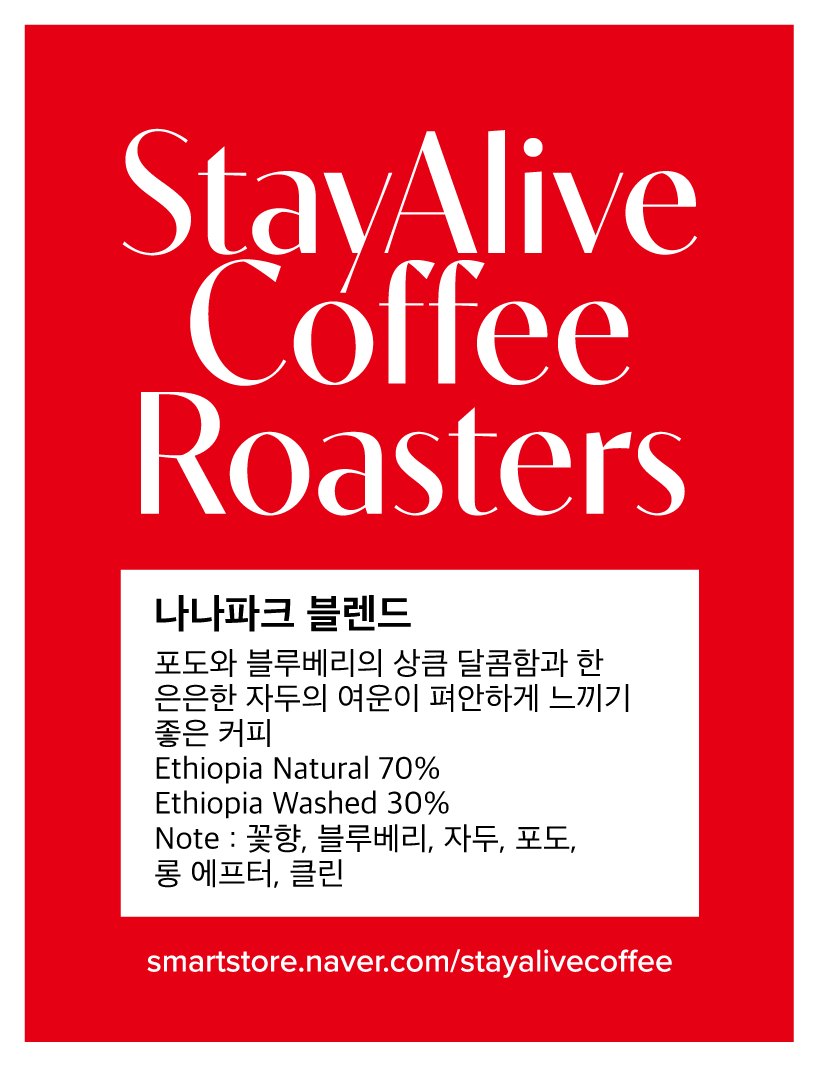 StayAlive
Coffee
Roasters
나나파크 블렌드
포도와 블루베리의 상큼 달콤함과 한
은은한 자두의 여운이 펴안하게 느끼기
좋은 커피
Ethiopia Natural 70%
Ethiopia Washed 30%
Note : 꽃향, 블루베리, 자두, 포도,
롱 에프터, 클린
smartstore.naver.com/stayalivecoffee